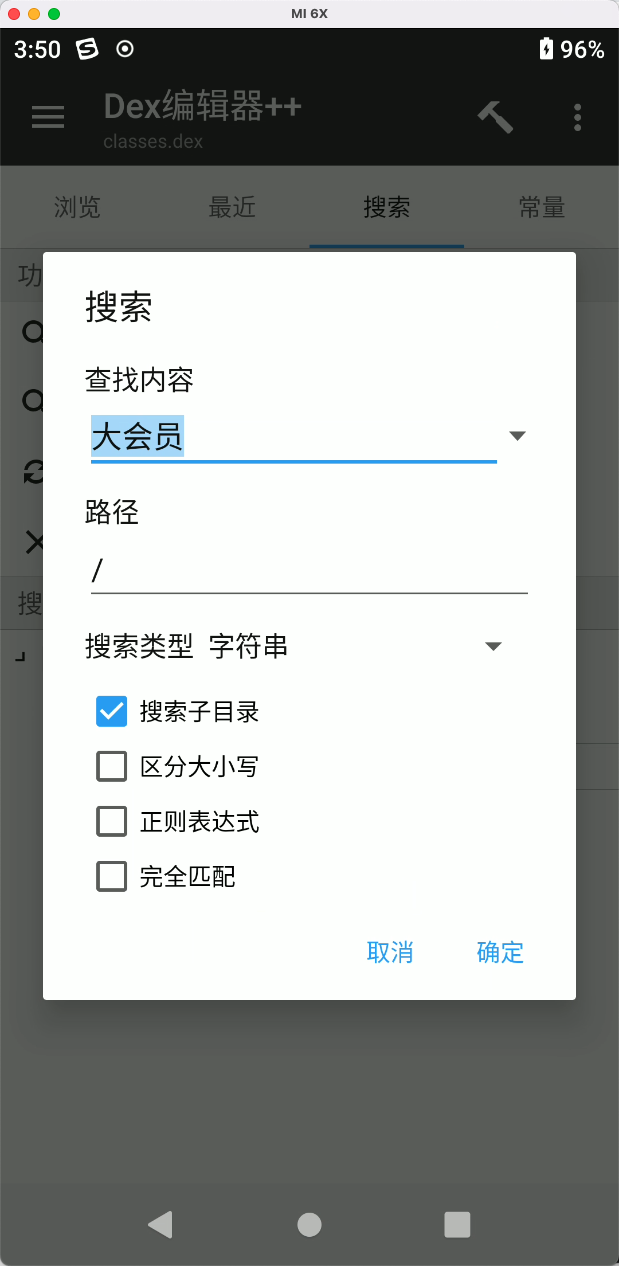 MI 6X
3:50
96%
Dex编辑器++
classes.dex
浏览 最近 搜索 常量
功
搜索
查找内容
大会员
路径
/
搜索类型 字符串
搜索子目录
区分大小写
正则表达式
完全匹配
搜
取消 确定